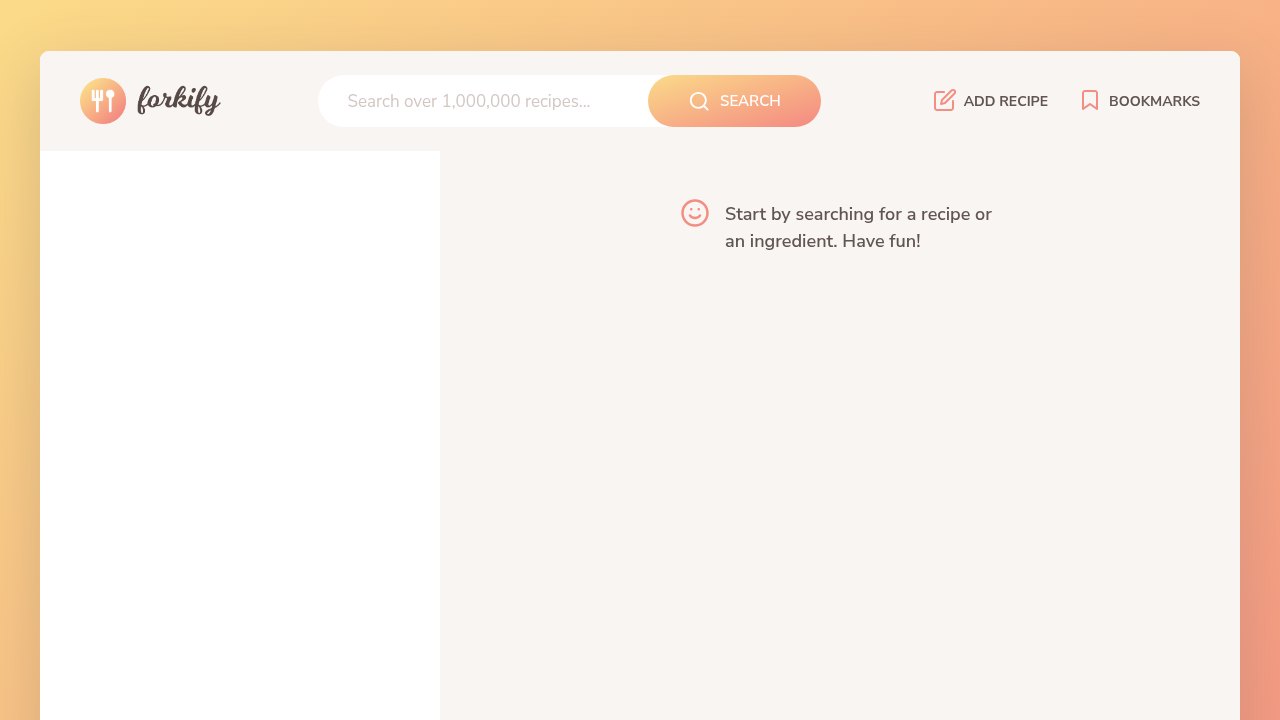 forkify
Search over 1,000,000 recipes...
SEARCH
ADD RECIPE
BOOKMARKS
Start by searching for a recipe or
an ingredient. Have fun!